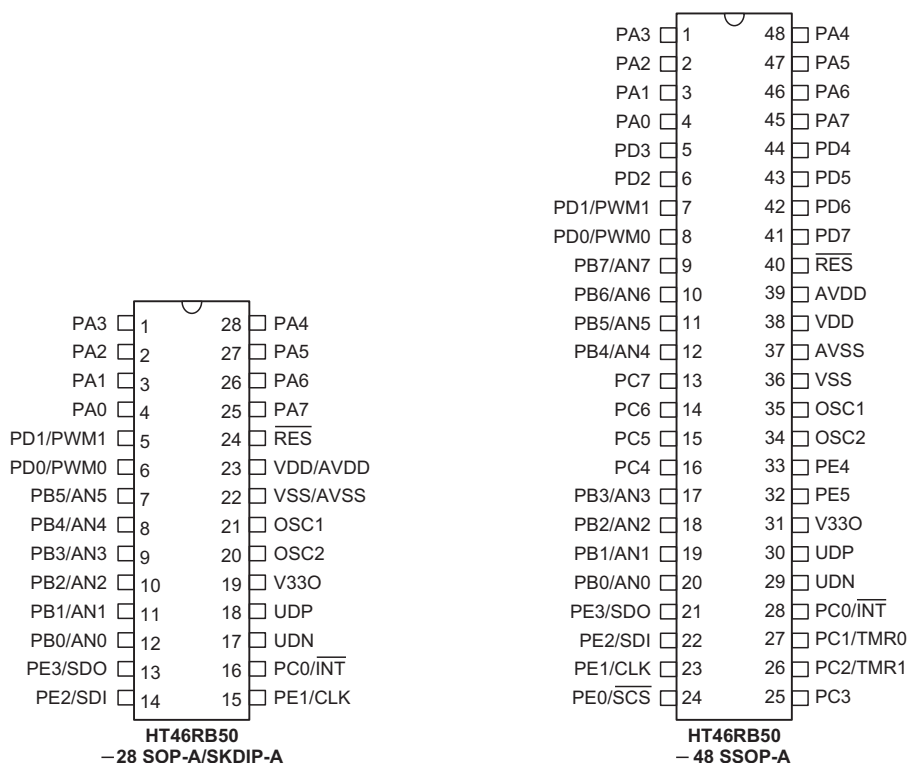 PA3 1 28 PA4
PA2 2 27 PA5
PA1 3 26 PA6
PA0 4 25 PA7
PD1/PWM1 5 24 RES
PD0/PWM0 6 23 VDD/AVDD
PB5/AN5 7 22 VSS/AVSS
PB4/AN4 8 21 OSC1
PB3/AN3 9 20 OSC2
PB2/AN2 10 19 V33O
PB1/AN1 11 18 UDP
PB0/AN0 12 17 UDN
PE3/SDO 13 16 PC0/INT
PE2/SDI 14 15 PE1/CLK
HT46RB50
－28 SOP-A/SKDIP-A
PA3 1 48 PA4
PA2 2 47 PA5
PA1 3 46 PA6
PA0 4 45 PA7
PD3 5 44 PD4
PD2 6 43 PD5
PD1/PWM1 7 42 PD6
PD0/PWM0 8 41 PD7
PB7/AN7 9 40 RES
PB6/AN6 10 39 AVDD
PB5/AN5 11 38 VDD
PB4/AN4 12 37 AVSS
PC7 13 36 VSS
PC6 14 35 OSC1
PC5 15 34 OSC2
PC4 16 33 PE4
PB3/AN3 17 32 PE5
PB2/AN2 18 31 V33O
PB1/AN1 19 30 UDP
PB0/AN0 20 29 UDN
PE3/SDO 21 28 PC0/INT
PE2/SDI 22 27 PC1/TMR0
PE1/CLK 23 26 PC2/TMR1
PE0/SCS 24 25 PC3
HT46RB50
－48 SSOP-A